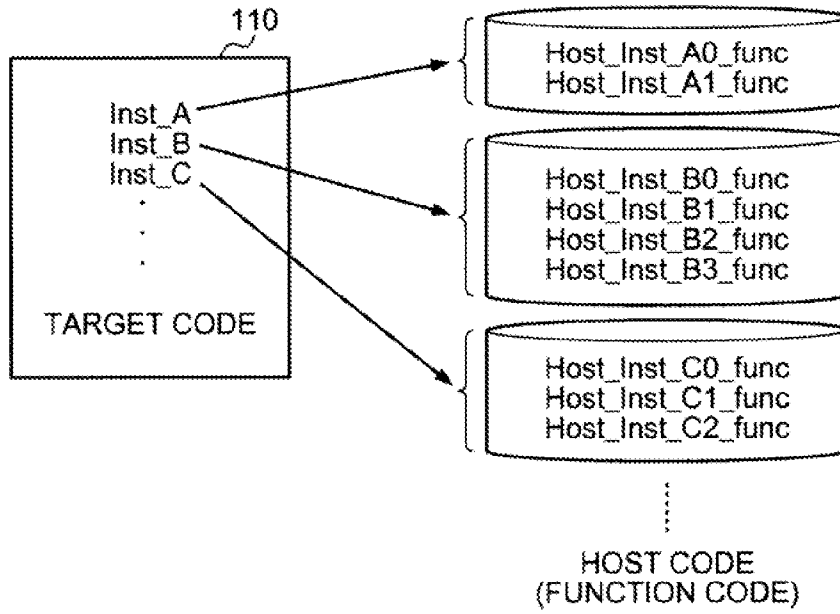 110
Inst_A
Inst_B
Inst_C
.
.
.
TARGET CODE
Host_Inst_A0_func
Host_Inst_A1_func
Host_Inst_B0_func
Host_Inst_B1_func
Host_Inst_B2_func
Host_Inst_B3_func
Host_Inst_C0_func
Host_Inst_C1_func
Host_Inst_C2_func
HOST CODE
(FUNCTION CODE)